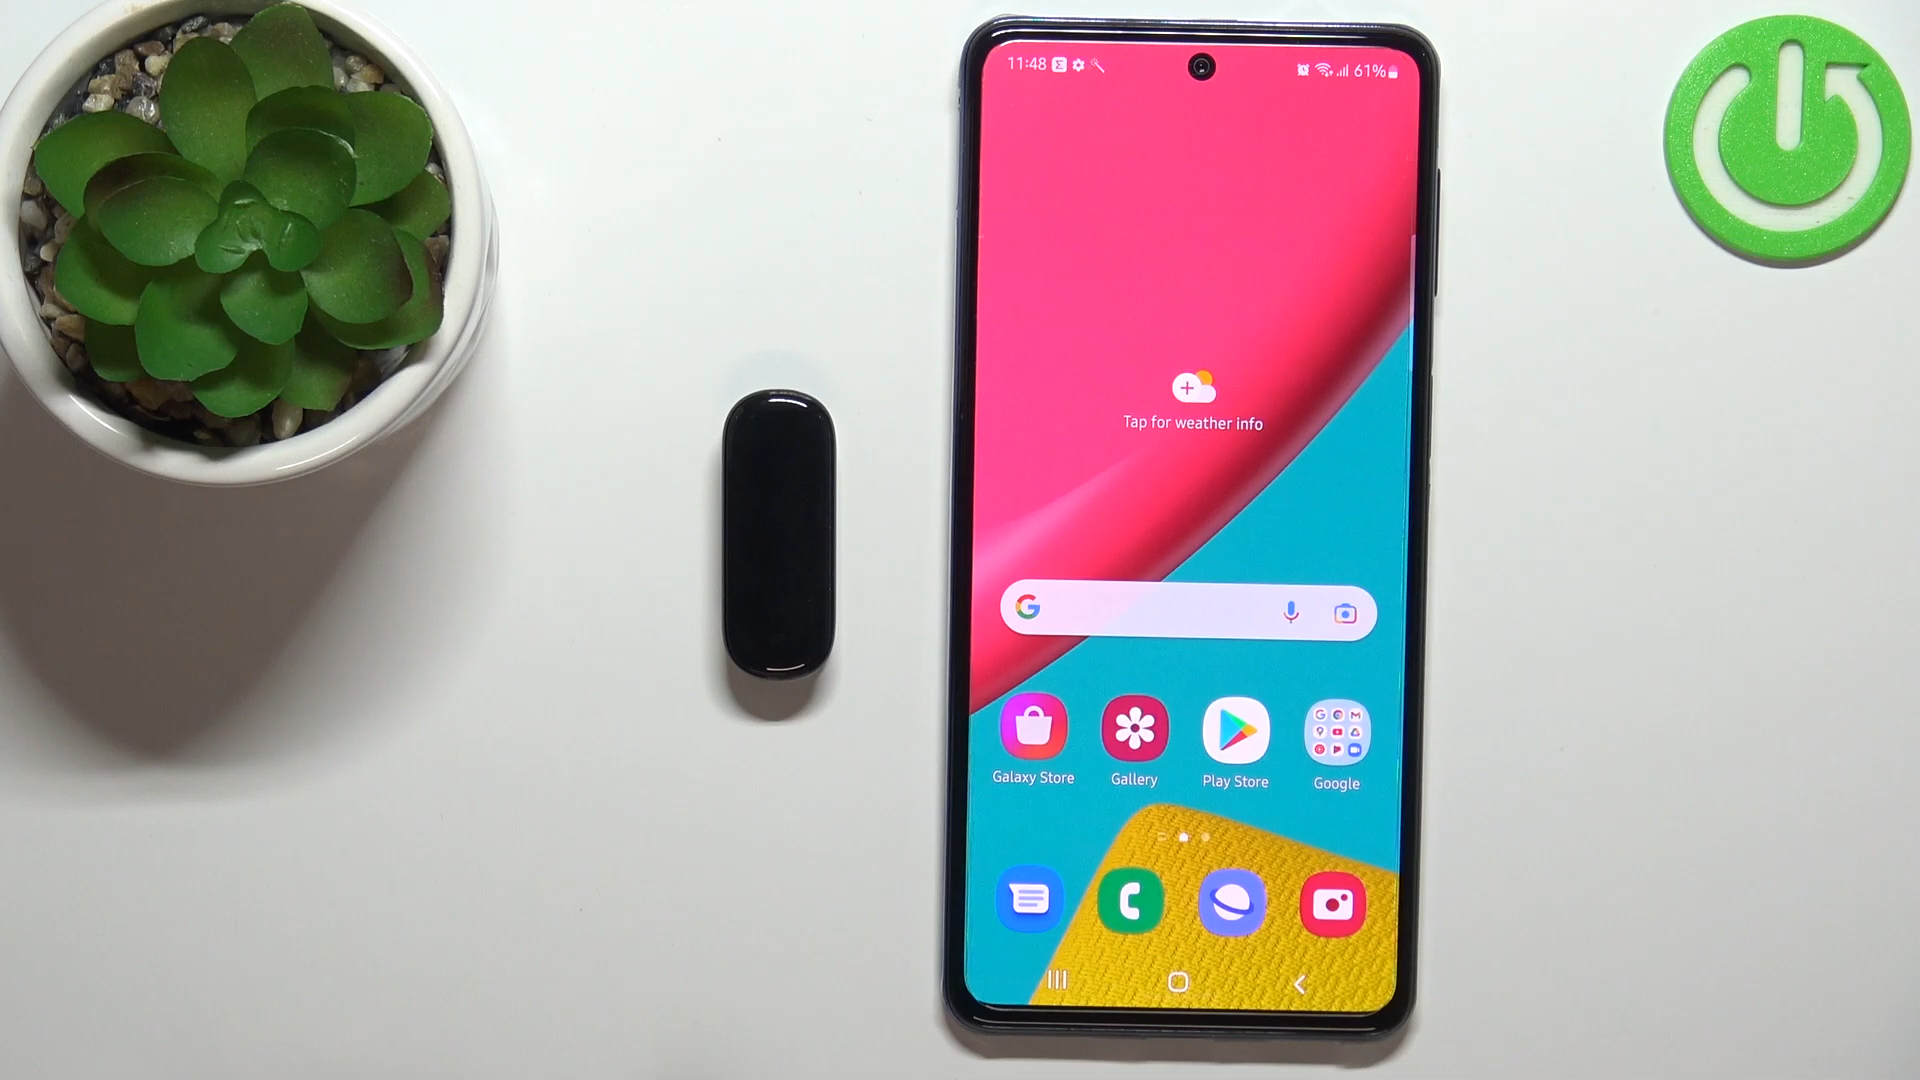 11:48
61%
Tap for weather info
Galaxy Store
Gallery
Play Store
Google